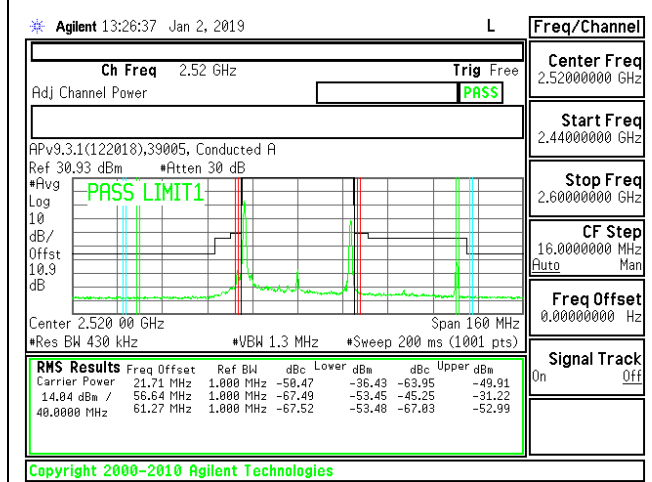 Agilent 13:26:37 Jan 2, 2019 L
Freq/Channel
Ch Freq 2.52 GHz Trig Free
Adj Channel Power PASS
APv9.3.1(122018),39005, Conducted A
Ref 30.93 dBm #Atten 30 dB
#Avg
Log
10
dB/
Offst
10.9
dB
PASS LIMIT1
Center 2.520 00 GHz Span 160 MHz
#Res BW 430 kHz #VBW 1.3 MHz #Sweep 200 ms (1001 pts)
RMS Results Freq Offset Ref BW dBc Lower dBm dBc Upper dBm
Carrier Power 21.71 MHz 1.000 MHz -50.47 -36.43 -63.95 -49.91
14.04 dBm / 56.64 MHz 1.000 MHz -67.49 -53.45 -45.25 -31.22
40.0000 MHz 61.27 MHz 1.000 MHz -67.52 -53.48 -67.03 -52.99
Center Freq
2.52000000 GHz
Start Freq
2.44000000 GHz
Stop Freq
2.60000000 GHz
CF Step
16.0000000 MHz
Auto Man
Freq Offset
0.00000000 Hz
Signal Track
On Off
Copyright 2000-2010 Agilent Technologies